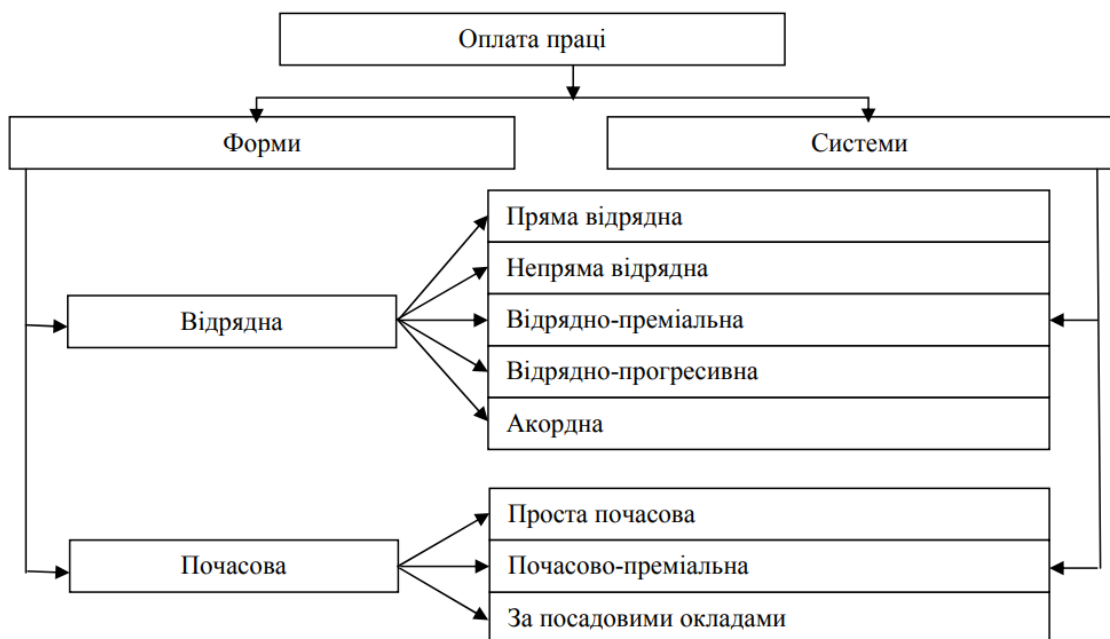 Оплата праці
Форми
Системи
Пряма відрядна
Непряма відрядна
Відрядна
Відрядно-преміальна
Відрядно-прогресивна
Акордна
Проста почасова
Почасова
Почасово-преміальна
За посадовими окладами